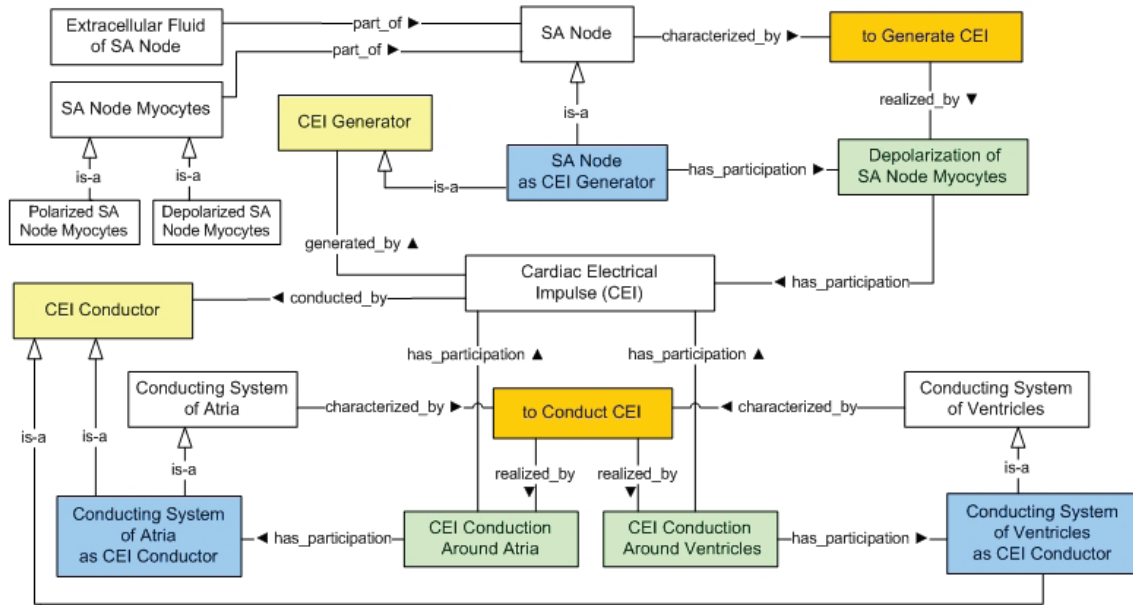 Extracellular Fluid
of SA Node
part_of ►
SA Node
characterized_by ►
to Generate CEI
part_of ►
SA Node Myocytes
realized_by ▼
CEI Generator
is-a
is-a
is-a
SA Node
as CEI Generator
has_participation ►
Depolarization of
SA Node Myocytes
is-a
Polarized SA
Node Myocytes
Depolarized SA
Node Myocytes
generated_by ▲
Cardiac Electrical
Impulse (CEI)
◄ has_participation
CEI Conductor
◄ conducted_by
has_participation ▲
has_participation ▲
Conducting System
of Atria
characterized_by ►
to Conduct CEI
◄ characterized_by
Conducting System
of Ventricles
is-a
is-a
is-a
realized_by
▼
realized_by
▼
is-a
Conducting System
of Atria
as CEI Conductor
◄ has_participation
CEI Conduction
Around Atria
CEI Conduction
Around Ventricles
has_participation ►
Conducting System
of Ventricles
as CEI Conductor